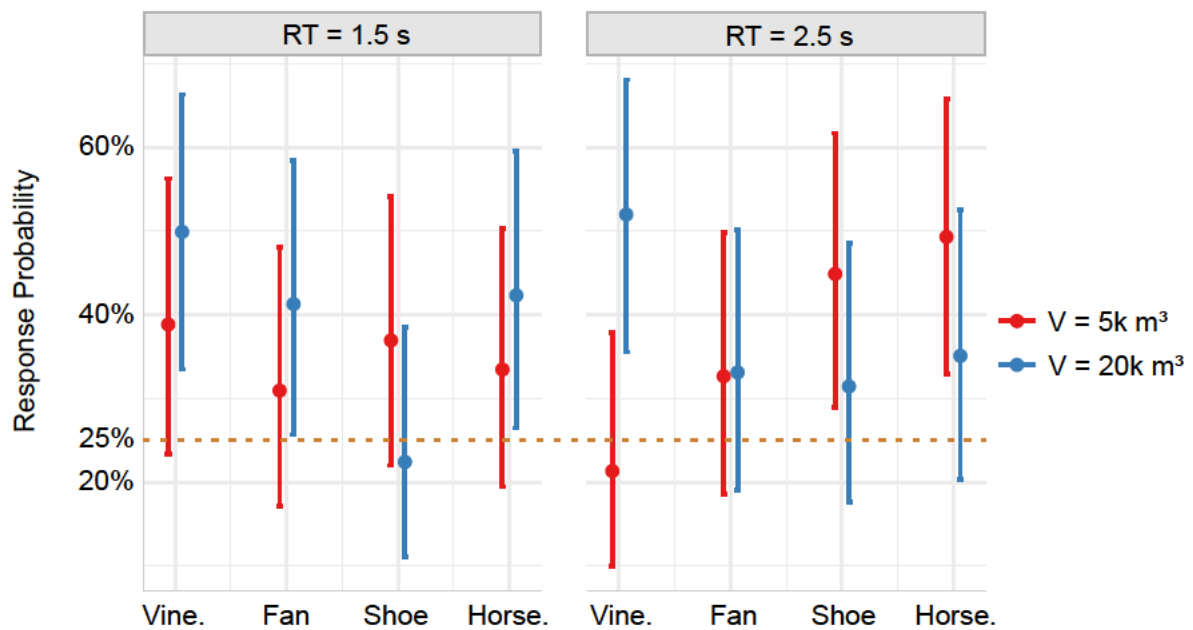 RT = 1.5 s
RT = 2.5 s
Response Probability
60%
40%
25%
20%
Vine.
Fan
Shoe
Horse.
Vine.
Fan
Shoe
Horse.
V = 5k m³
V = 20k m³